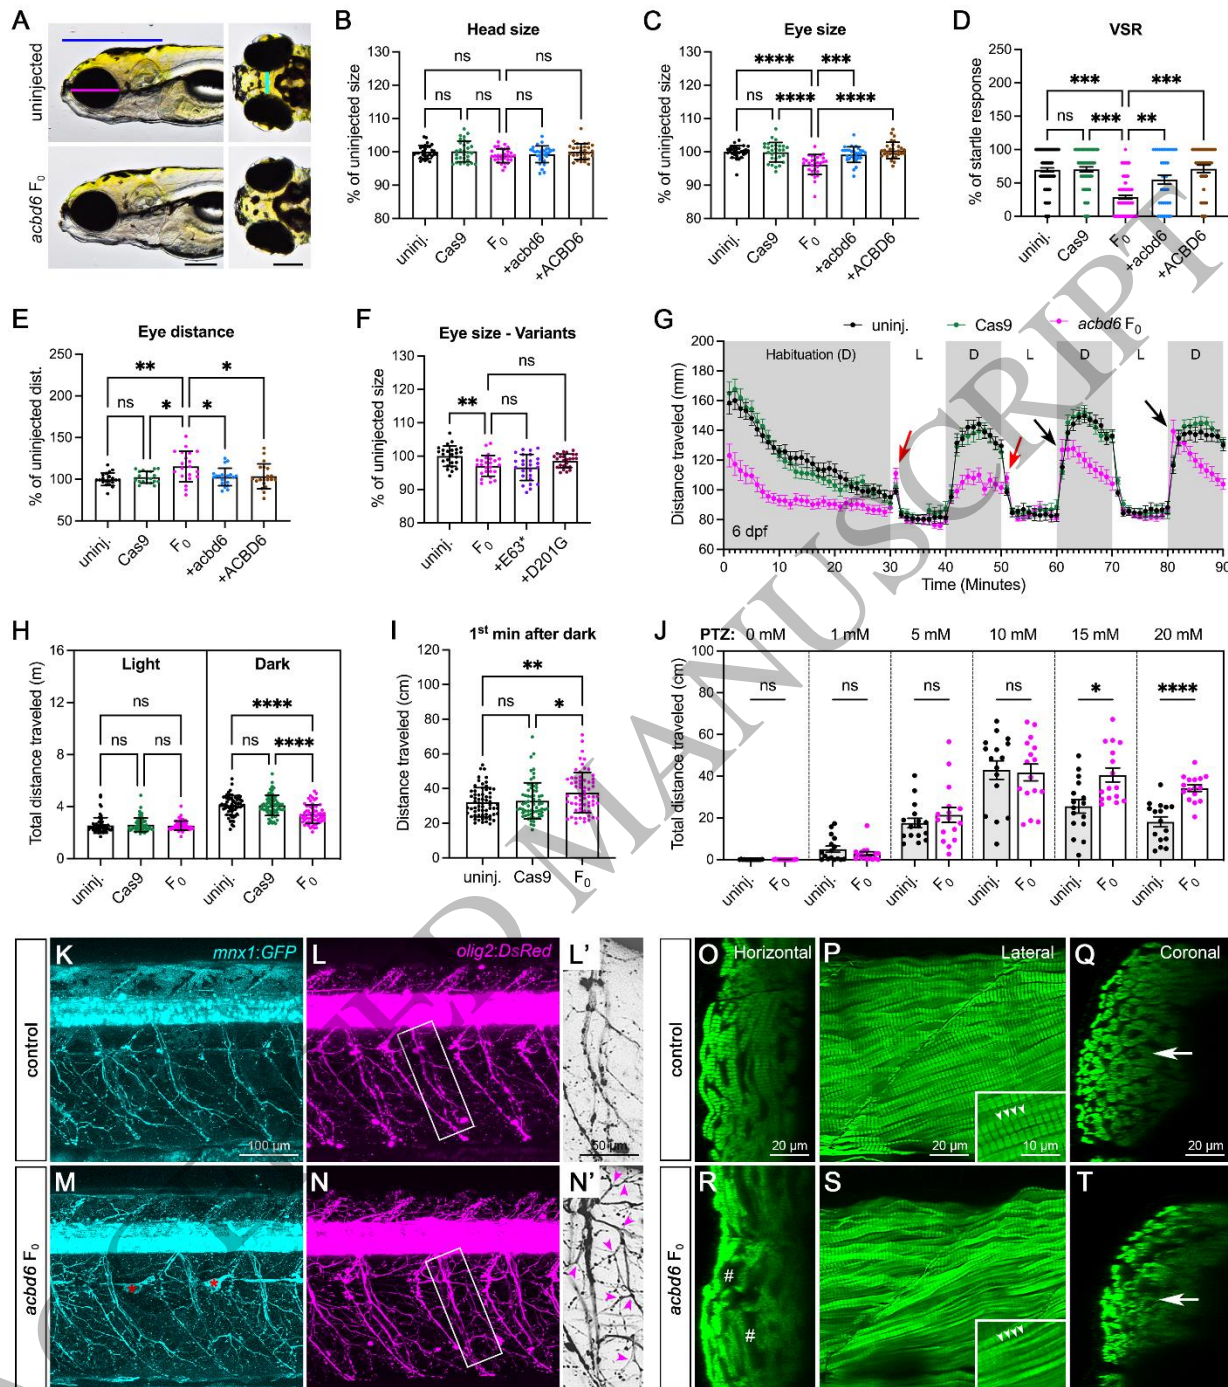 A
uninjected
acbd6 F0
B
Head size
% of uninjected size
ns
ns
ns ns ns
120
110
100
90
80
uninj.
Cas9
F0
+acbd6
+ACBD6
C
Eye size
% of uninjected size
**** ***
ns **** ****
120
110
100
90
80
uninj.
Cas9
F0
+acbd6
+ACBD6
D
VSR
% of startle response
*** ***
ns *** **
250
200
150
100
50
0
uninj.
Cas9
F0
+acbd6
+ACBD6
E
Eye distance
% of uninjected dist.
** *
ns * *
250
200
150
100
50
uninj.
Cas9
F0
+acbd6
+ACBD6
F
Eye size - Variants
% of uninjected size
ns
** ns
130
120
110
100
90
80
uninj.
F0
+E63*
+D201G
G
uninj. Cas9 acbd6 F0
Distance traveled (mm)
Habituation (D) L D L D L D
200
180
160
140
120
100
80
60
6 dpf
0 10 20 30 40 50 60 70 80 90
Time (Minutes)
H
Total distance traveled (m)
Light Dark
ns ****
ns ns ns ****
16
12
8
4
0
uninj.
Cas9
F0
uninj.
Cas9
F0
I
1st min after dark
Distance traveled (cm)
**
ns *
100
80
60
40
20
0
uninj.
Cas9
F0
J
PTZ: 0 mM 1 mM 5 mM 10 mM 15 mM 20 mM
Total distance traveled (cm)
ns ns ns ns * ****
100
80
60
40
20
0
uninj. F0 uninj. F0 uninj. F0 uninj. F0 uninj. F0 uninj. F0
control
K mnx1:GFP
100 µm
L olig2:DsRed
L'
50 µm
control
O Horizontal
20 µm
P Lateral
20 µm 10 µm
Q Coronal
20 µm
acbd6 F0
M
* *
N
N'
acbd6 F0
R
#
#
S
T
ACCEPTED MANUSCRIPT